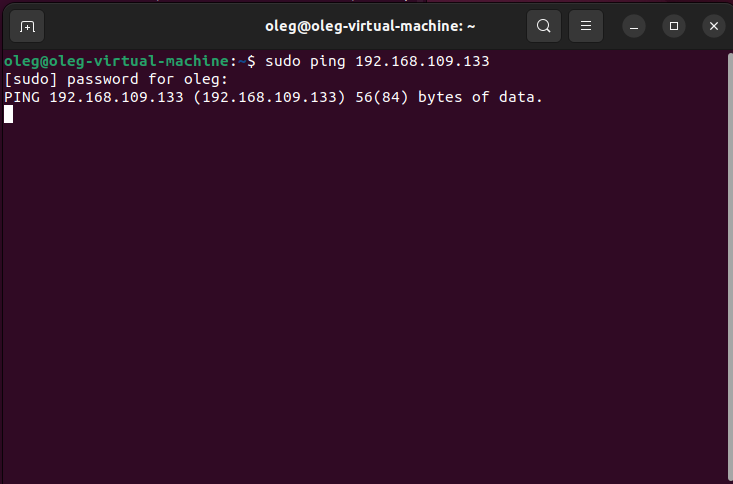 oleg@oleg-virtual-machine: ~
oleg@oleg-virtual-machine:~$ sudo ping 192.168.109.133
[sudo] password for oleg:
PING 192.168.109.133 (192.168.109.133) 56(84) bytes of data.